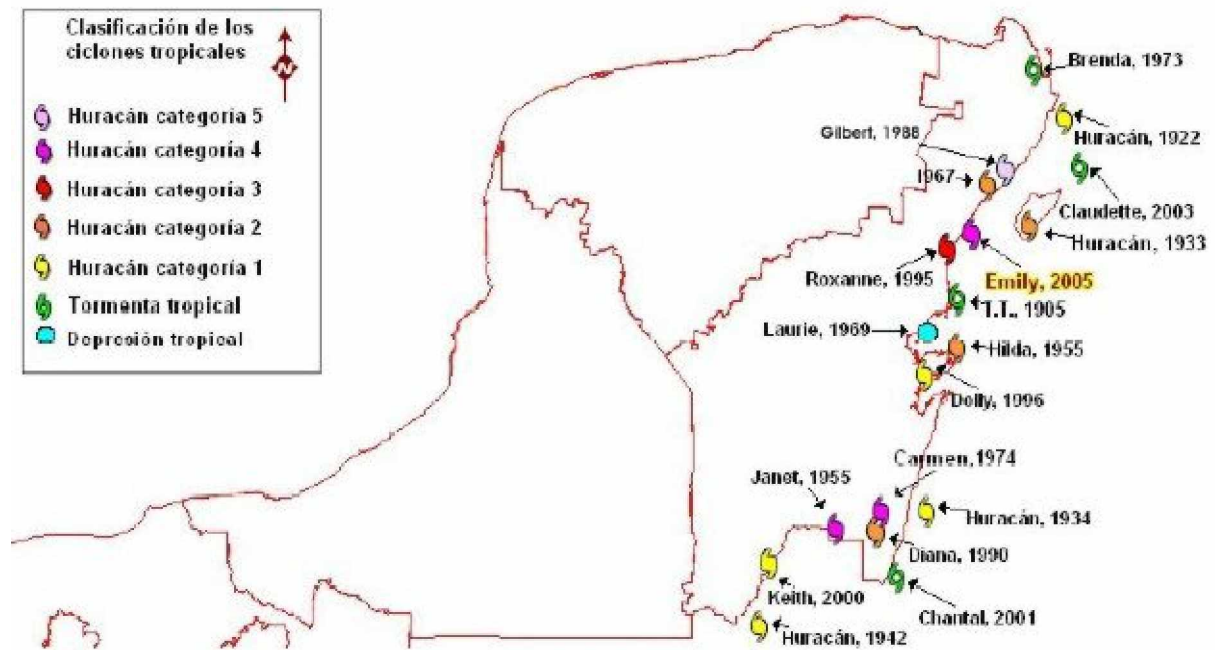 Clasificación de los
ciclones tropicales
N
Huracán categoría 5
Huracán categoría 4
Huracán categoría 3
Huracán categoría 2
Huracán categoría 1
Tormenta tropical
Depresión tropical
Brenda, 1973
Gilbert, 1988
Huracán, 1922
1967
Claudette, 2003
Huracán, 1933
Roxanne, 1995
Emily, 2005
T.T., 1905
Laurie, 1969
Hilda, 1955
Dolly, 1996
Carmen, 1974
Janet, 1955
Huracán, 1934
Diana, 1990
Keith, 2000
Chantal, 2001
Huracán, 1942